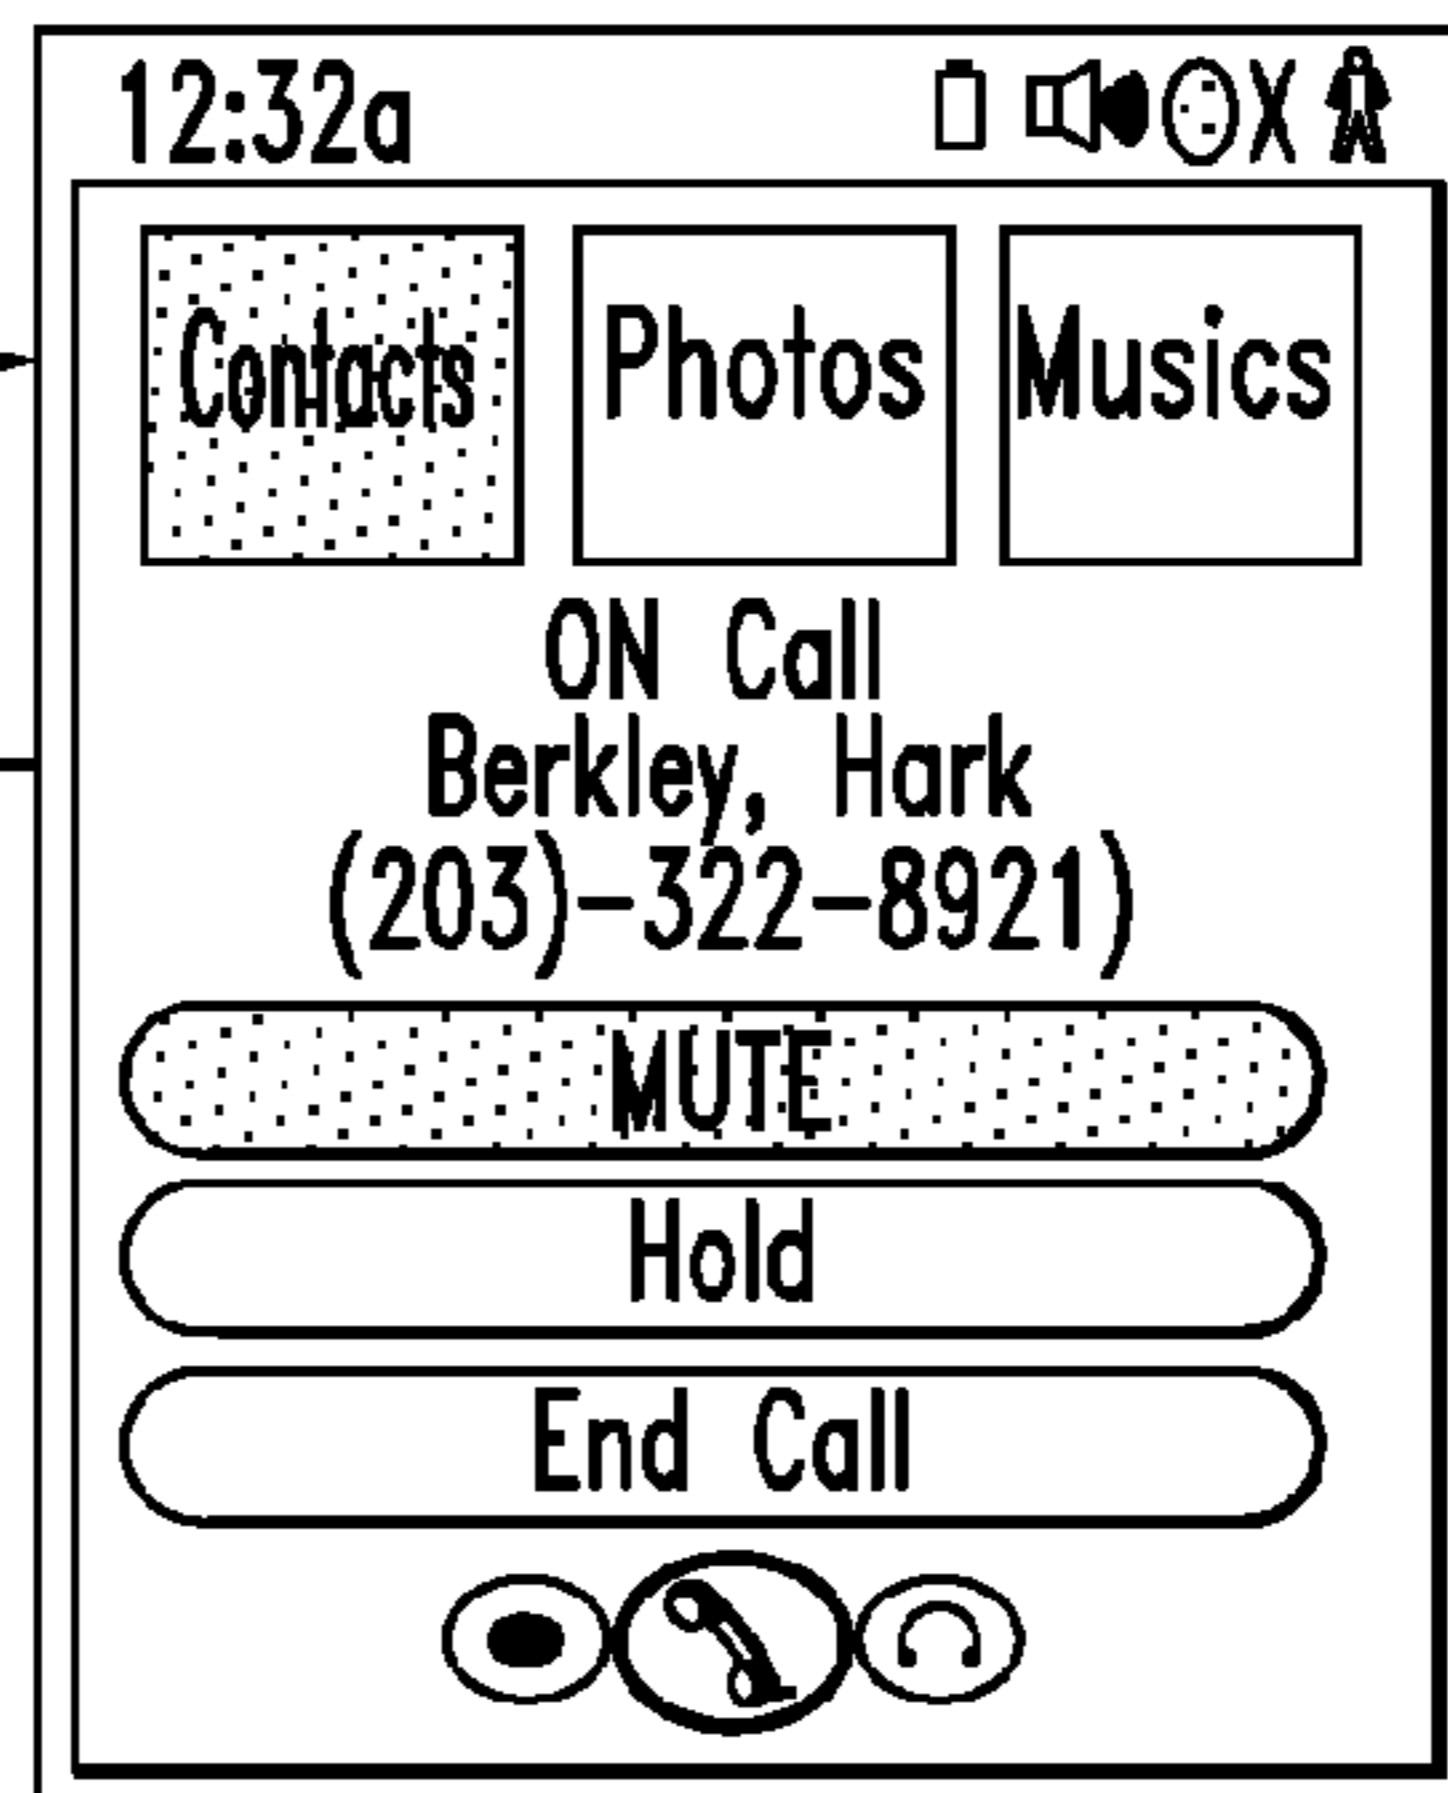 12:32a
Contacts Photos Musics
ON Call
Berkley, Hark
(203)-322-8921)
MUTE
Hold
End Call